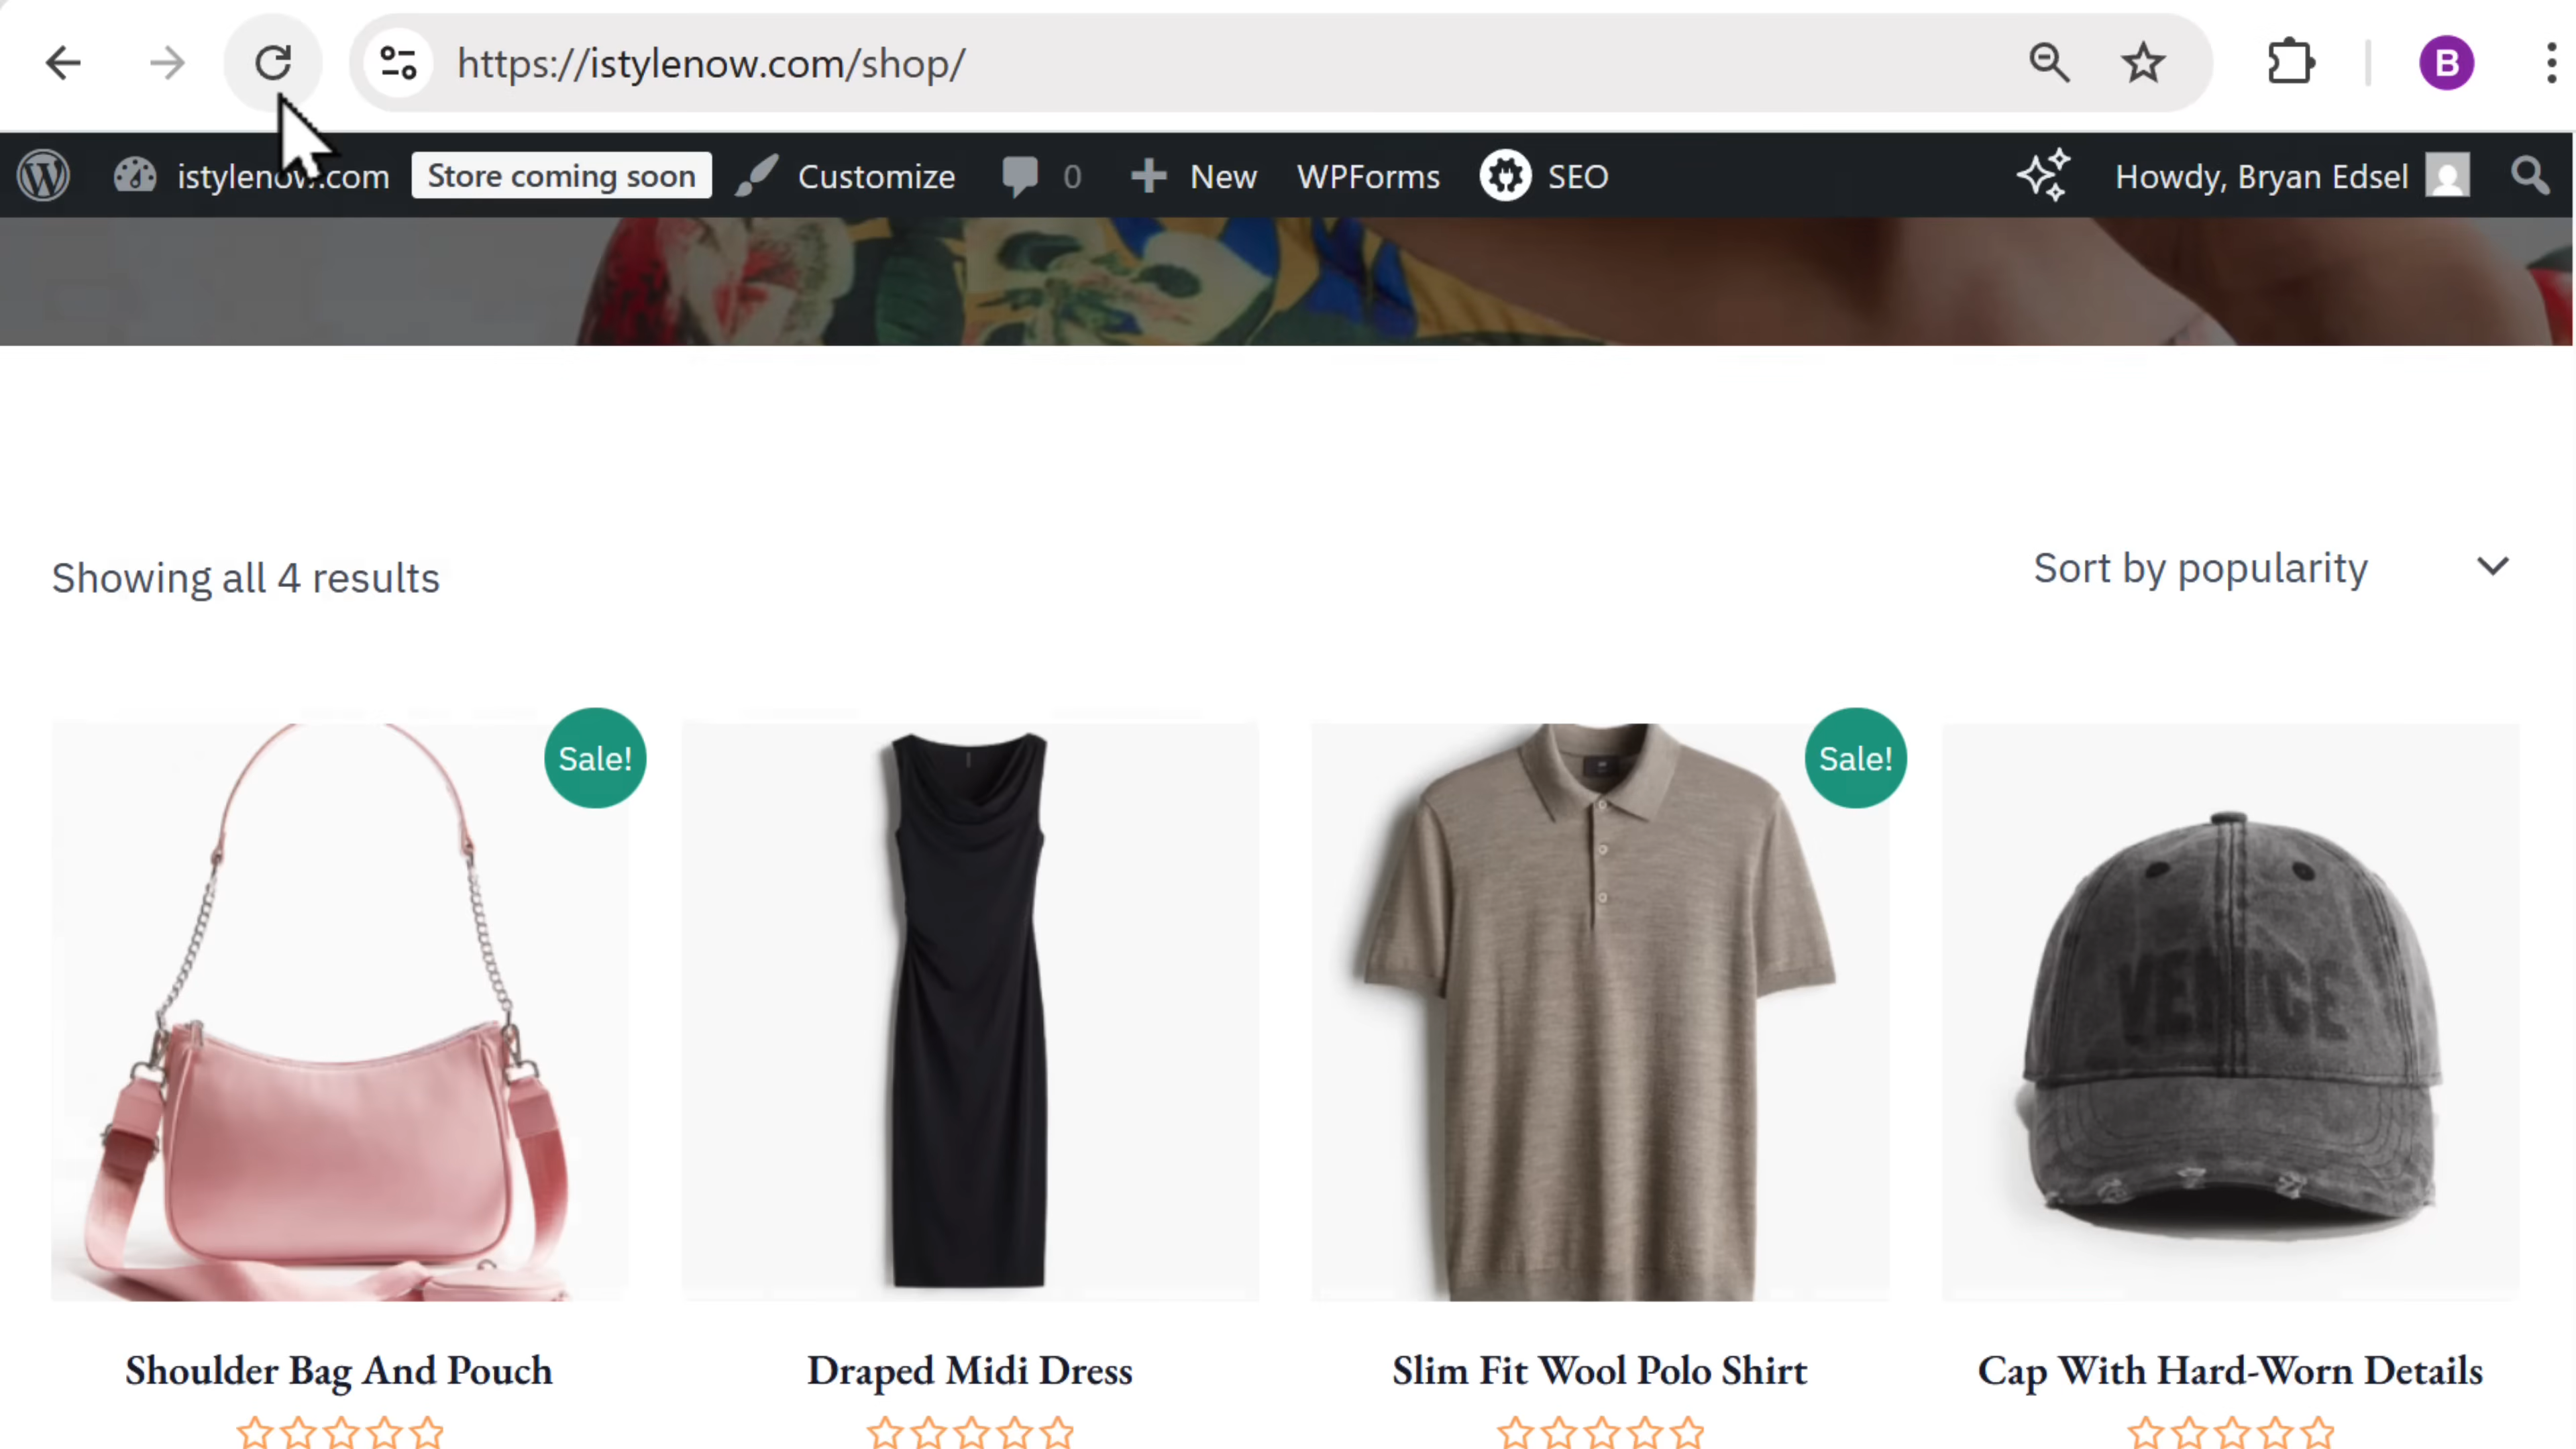 https://istylenow.com/shop/
B
istylenow.com Store coming soon Customize 0 New WPForms SEO Howdy, Bryan Edsel
Showing all 4 results
Sort by popularity
Sale!
Sale!
VENICE
Shoulder Bag And Pouch
Draped Midi Dress
Slim Fit Wool Polo Shirt
Cap With Hard-Worn Details